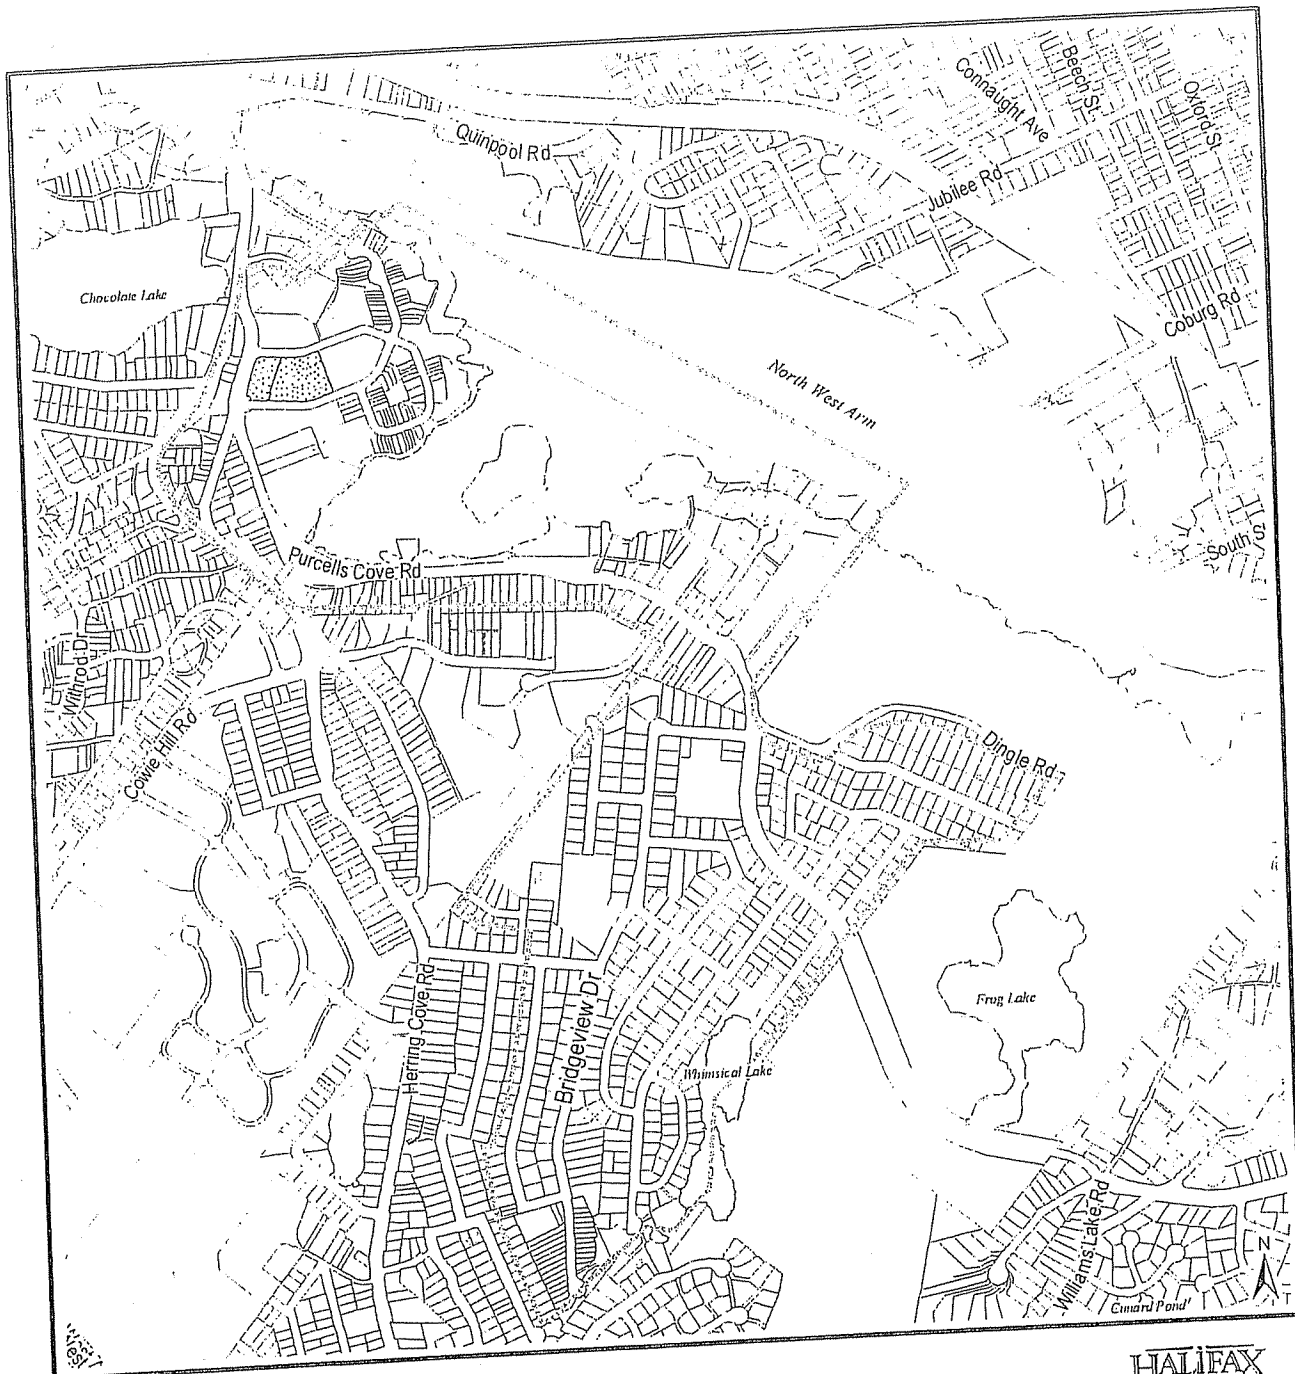 Connaught Ave
Beech St
Oxford St
Quinpool Rd
Jubilee Rd
Chocolate Lake
Coburg Rd
North West Arm
South St
Purcells Cove Rd
Withrod Dr
Cowie Hill Rd
Dingle Rd
Frog Lake
Herring Cove Rd
Bridgeview Dr
Whimsical Lake
Williams Lake Rd
N
Cunard Pond
HALIFAX